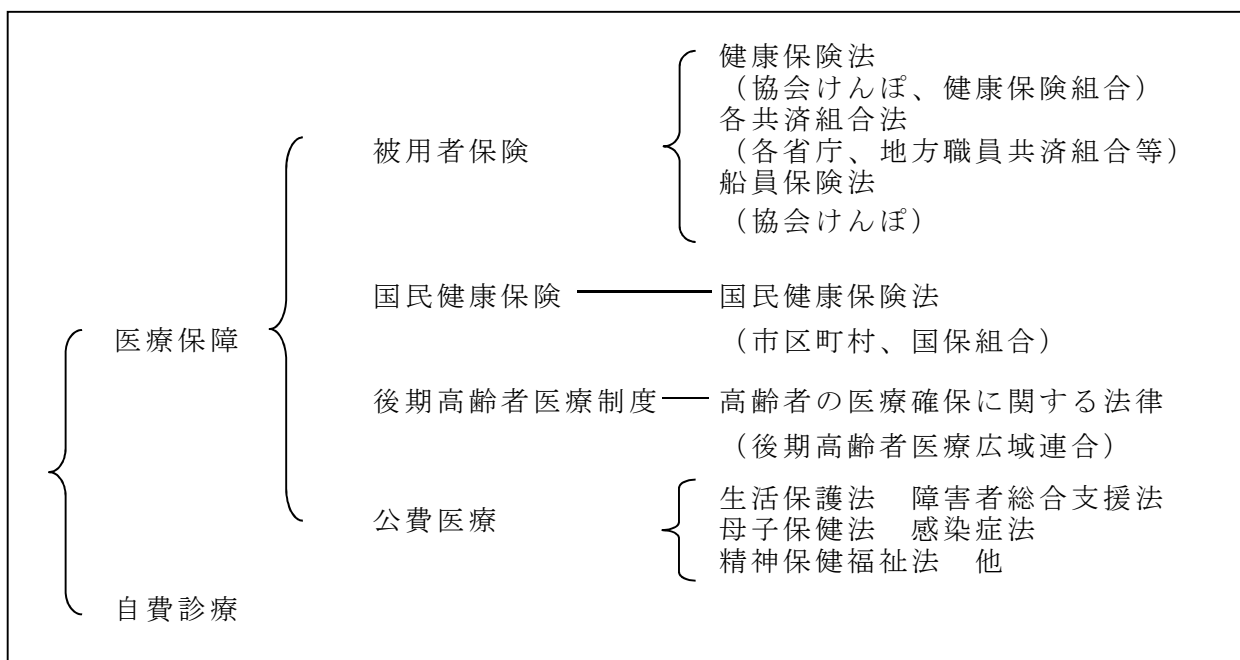 健康保険法
（協会けんぽ、健康保険組合）
各共済組合法
被用者保険
（各省庁、地方職員共済組合等）
船員保険法
（協会けんぽ）
国民健康保険 国民健康保険法
医療保障
（市区町村、国保組合）
後期高齢者医療制度 高齢者の医療確保に関する法律
（後期高齢者医療広域連合）
生活保護法　障害者総合支援法
公費医療
母子保健法　感染症法
精神保健福祉法　他
自費診療